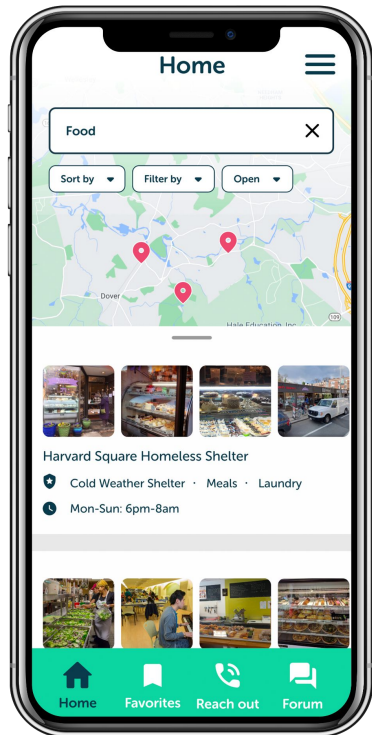 Home
Food
Sort by
Filter by
Open
Dover
109
Hale Education, Inc
Harvard Square Homeless Shelter
Cold Weather Shelter · Meals · Laundry
Mon-Sun: 6pm-8am
Home Favorites Reach out Forum